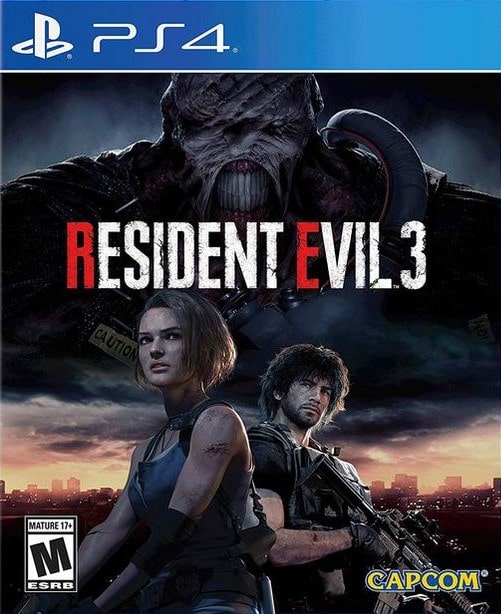 PS4
RESIDENT EVIL 3
CAUTION
MATURE 17+
M
ESRB
CAPCOM